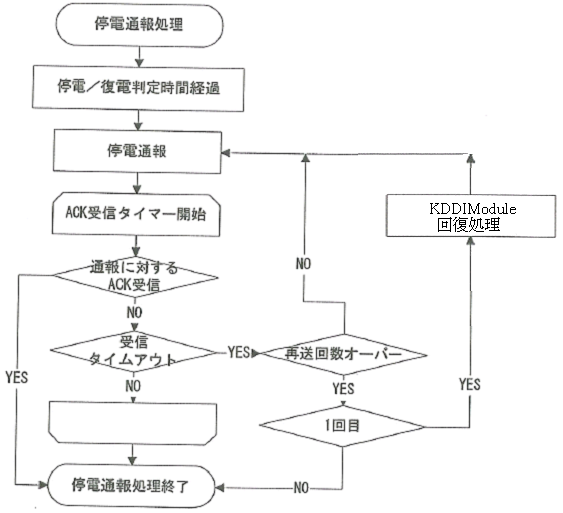 停電通報処理
停電／復電判定時間経過
停電通報
ACK受信タイマー開始
KDDIModule
回復処理
通報に対する
ACK受信
NO
NO
受信
タイムアウト
YES
再送回数オーバー
YES
NO
YES
YES
1回目
停電通報処理終了
NO